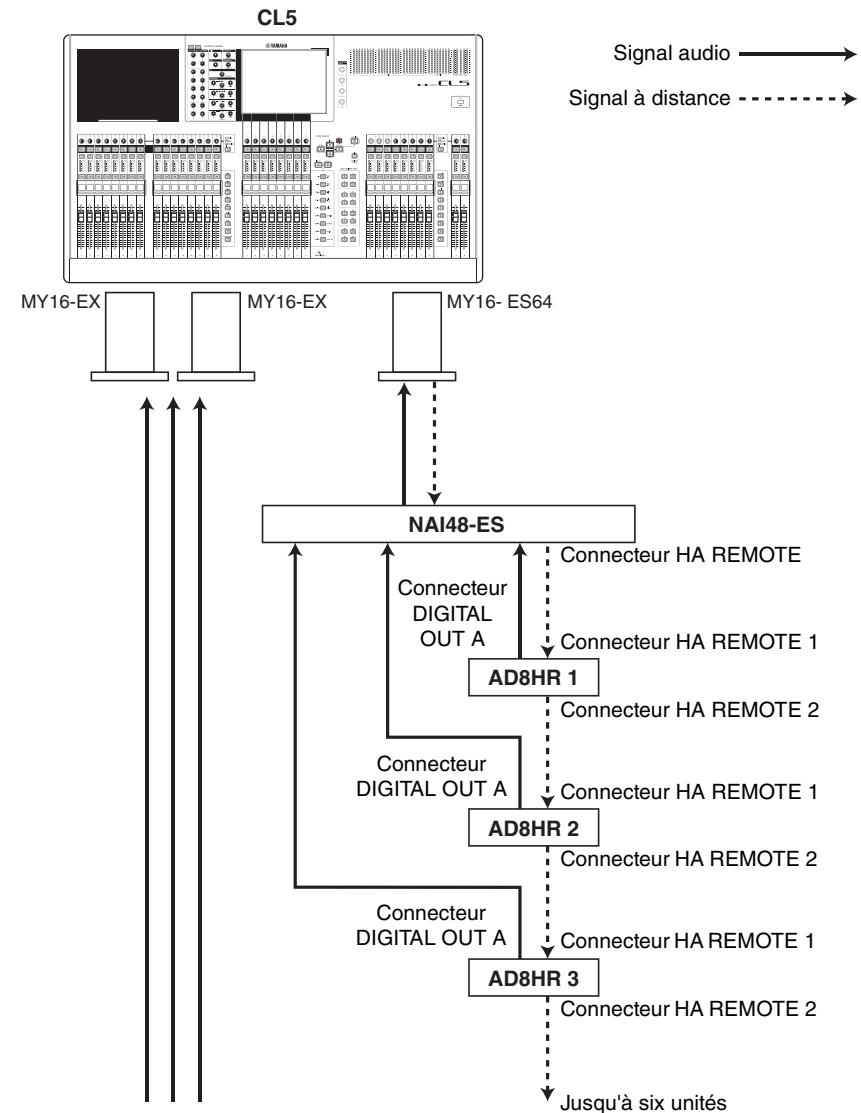 CL5
Signal audio
Signal à distance
YAMAHA
CL5
MY16-EX
MY16-EX
MY16- ES64
NAI48-ES
Connecteur HA REMOTE
Connecteur
DIGITAL
OUT A
Connecteur HA REMOTE 1
AD8HR 1
Connecteur HA REMOTE 2
Connecteur
DIGITAL OUT A
Connecteur HA REMOTE 1
AD8HR 2
Connecteur HA REMOTE 2
Connecteur
DIGITAL OUT A
Connecteur HA REMOTE 1
AD8HR 3
Connecteur HA REMOTE 2
Jusqu'à six unités